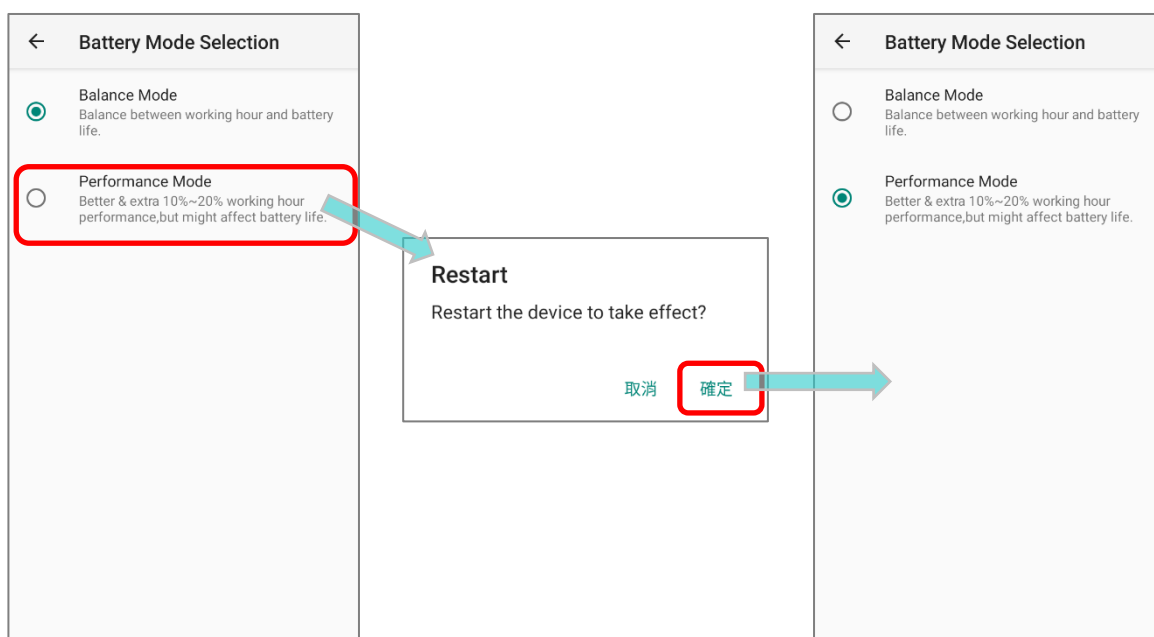 Battery Mode Selection
Balance Mode
Balance between working hour and battery
life.
Performance Mode
Better & extra 10%~20% working hour
performance,but might affect battery life.
Restart
Restart the device to take effect?
取消 確定
Battery Mode Selection
Balance Mode
Balance between working hour and battery
life.
Performance Mode
Better & extra 10%~20% working hour
performance,but might affect battery life.